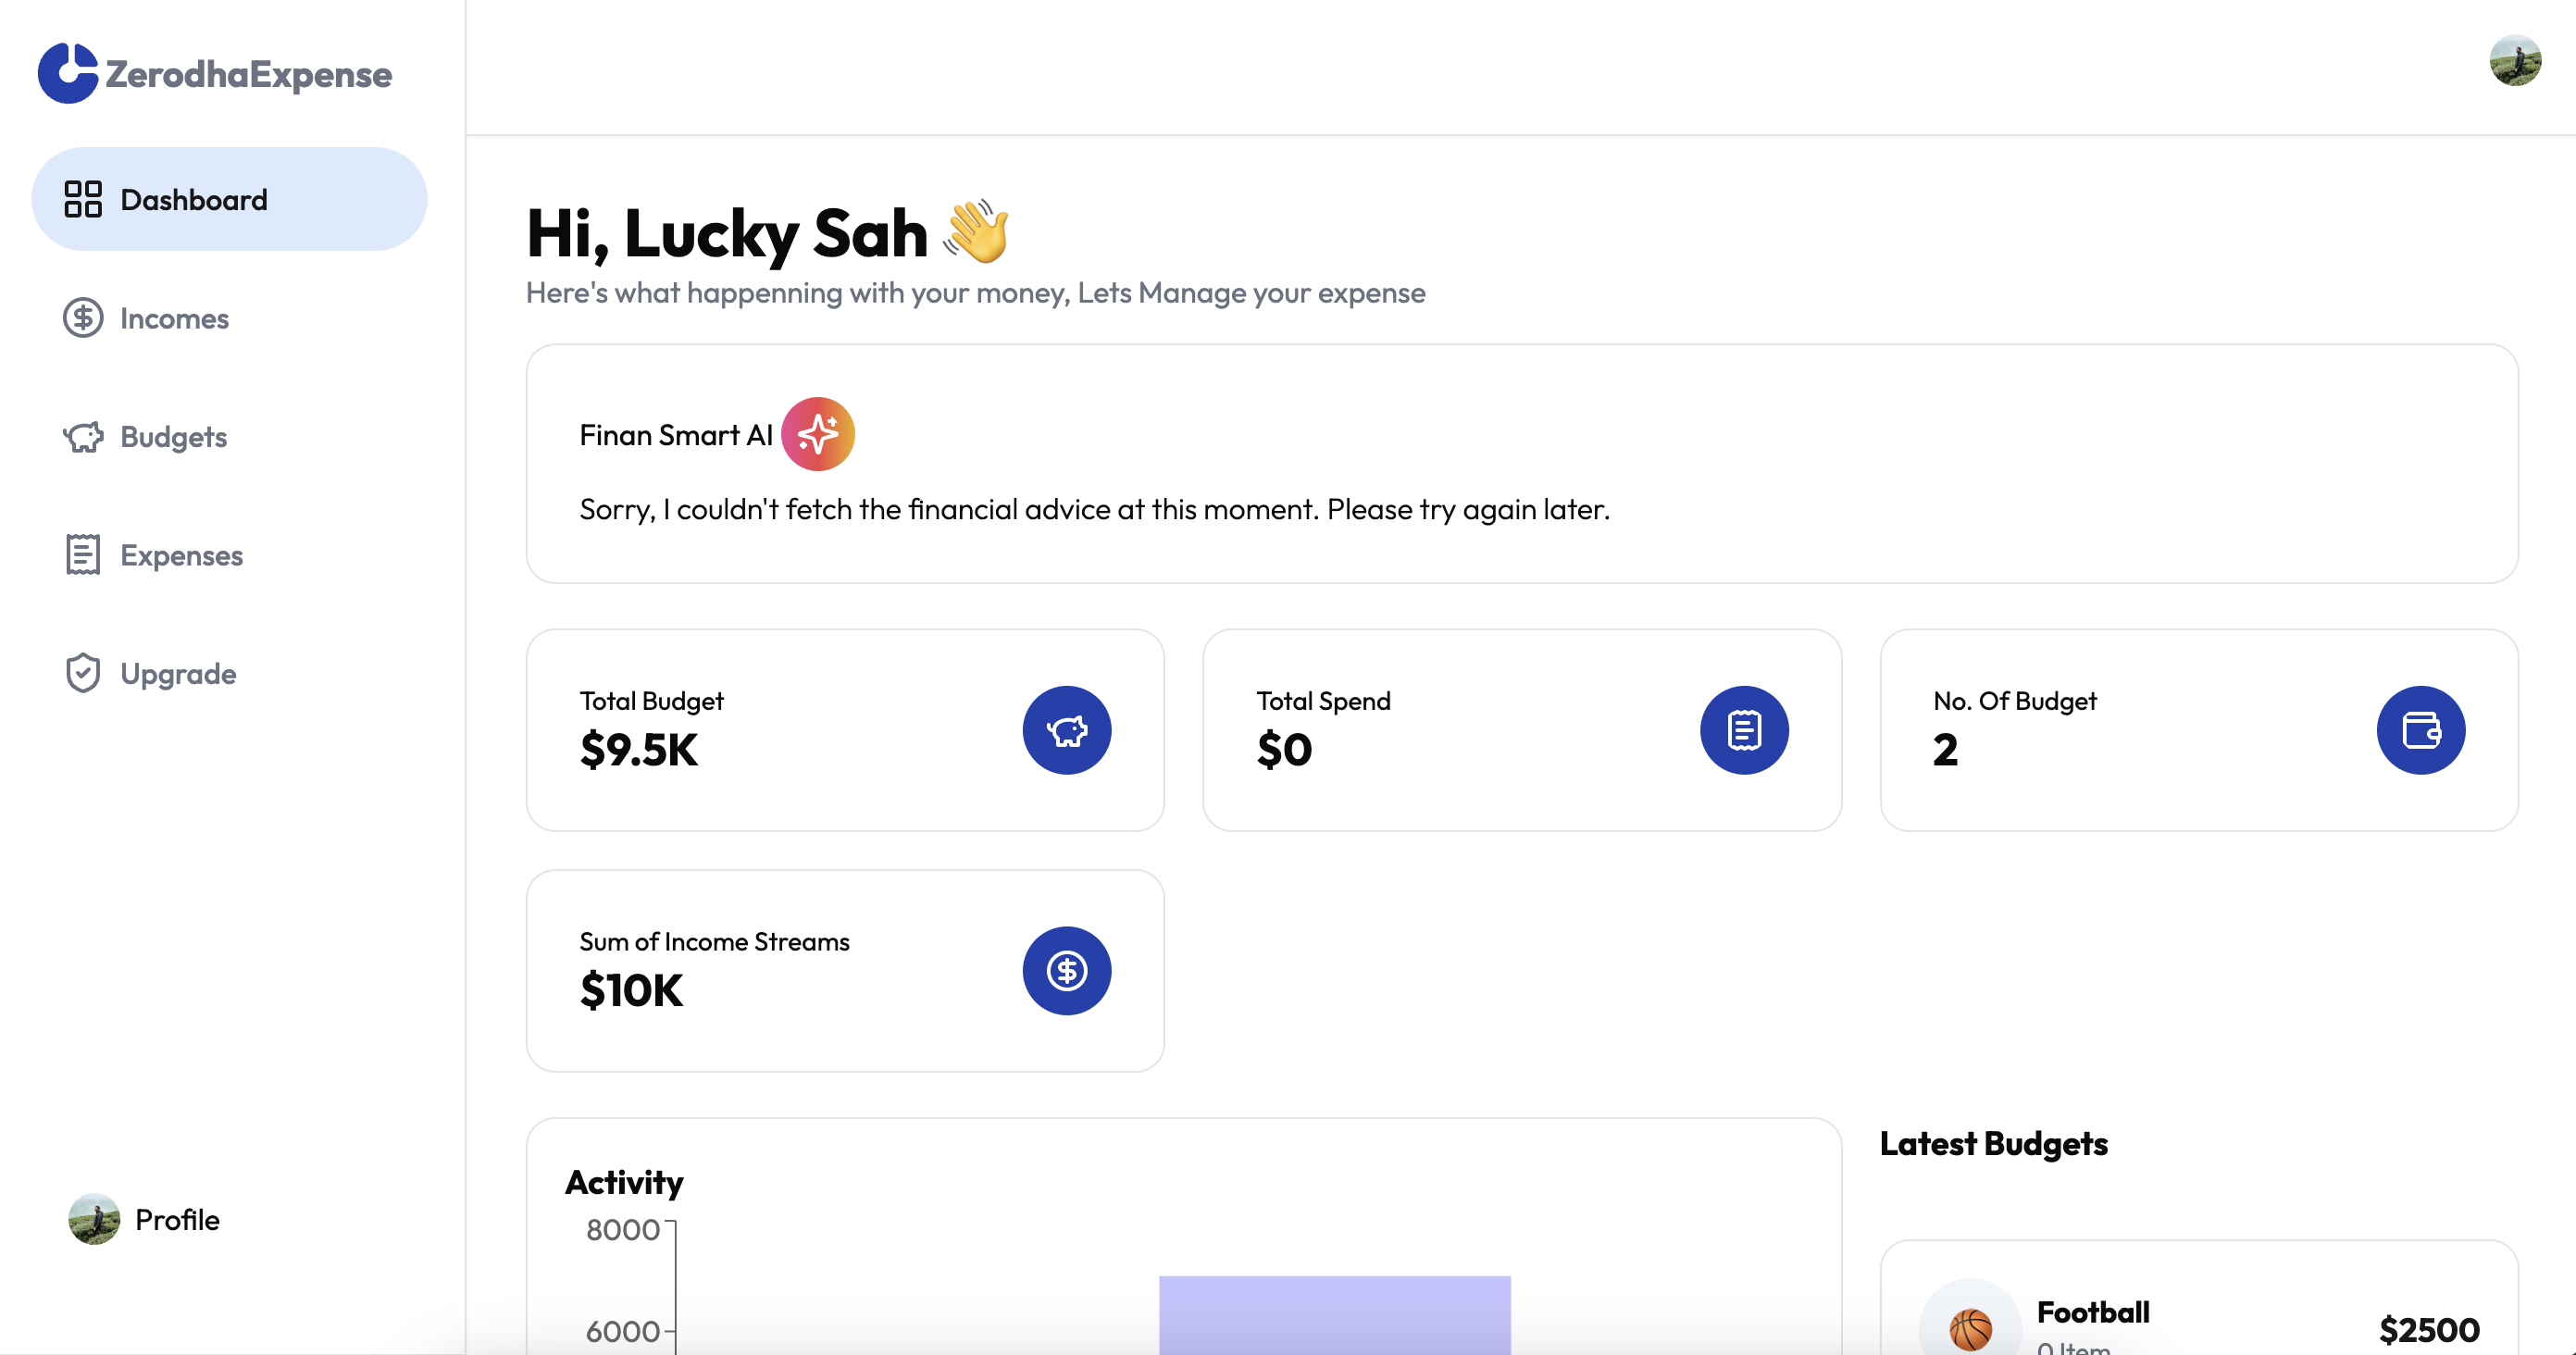 ZerodhaExpense
Dashboard
Incomes
Budgets
Expenses
Upgrade
Profile
Hi, Lucky Sah 👋
Here's what happenning with your money, Lets Manage your expense
Finan Smart AI
Sorry, I couldn't fetch the financial advice at this moment. Please try again later.
Total Budget
$9.5K
Total Spend
$0
No. Of Budget
2
Sum of Income Streams
$10K
Activity
8000
6000
Latest Budgets
Football
$2500
0 Item